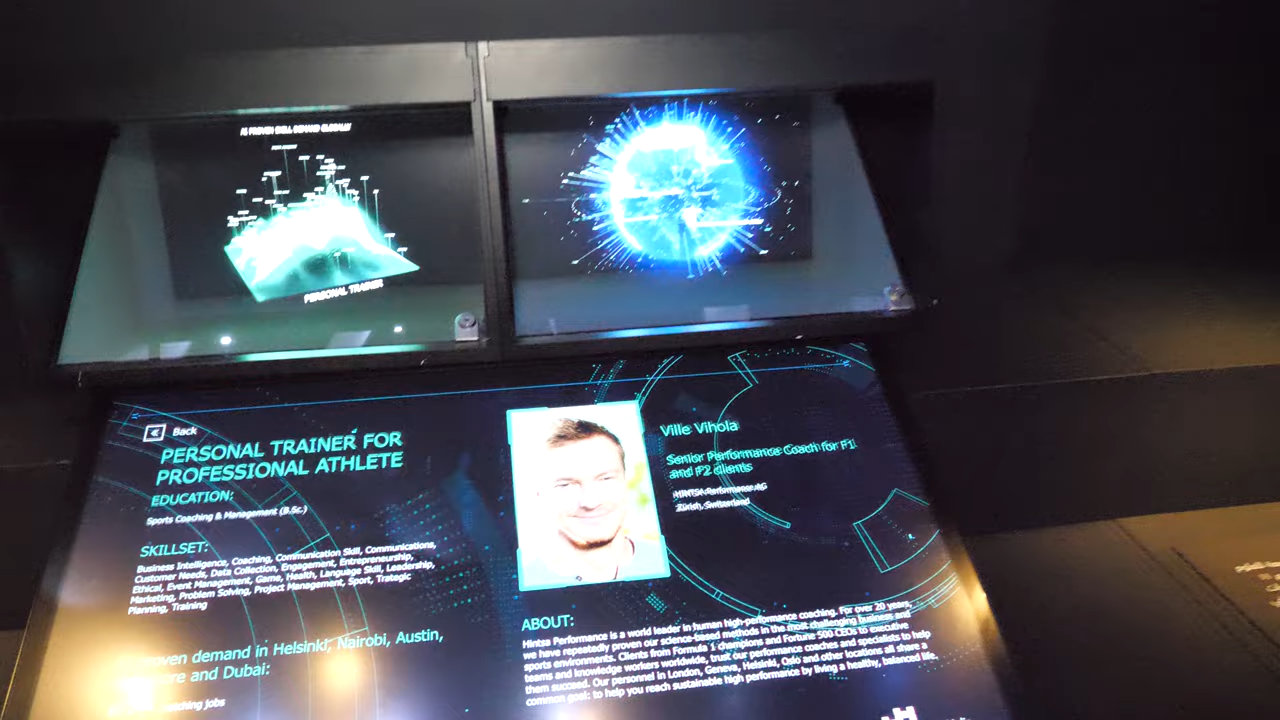 AI PROVEN SKILL DEMAND GLOBALLY
PERSONAL TRAINER
Back
PERSONAL TRAINER FOR
PROFESSIONAL ATHLETE
EDUCATION:
Sports Coaching & Management (B.Sc.)
SKILLSET:
Business Intelligence, Coaching, Communication Skill, Communications,
Customer Needs, Data Collection, Engagement, Entrepreneurship,
Ethical, Event Management, Game, Health, Language Skill, Leadership,
Marketing, Problem Solving, Project Management, Sport, Trategic
Planning, Training
demand in Helsinki, Nairobi, Austin,
and Dubai:
jobs
Ville Vihola
Senior Performance Coach for F1
and F2 clients
HINTSA Performance AG
Zürich, Switzerland
ABOUT:
Hintsa Performance is a world leader in human high-performance coaching. For over 20 years,
we have repeatedly proven our science-based methods in the most challenging business and
sports environments. Clients from Formula 1 champions and Fortune 500 CEOs to executive
teams and knowledge workers worldwide, trust our performance coaches and specialists to help
them succeed. Our personnel in London, Geneva, Helsinki, Oslo and other locations all share a
common goal: to help you reach sustainable high performance by living a healthy, balanced life.